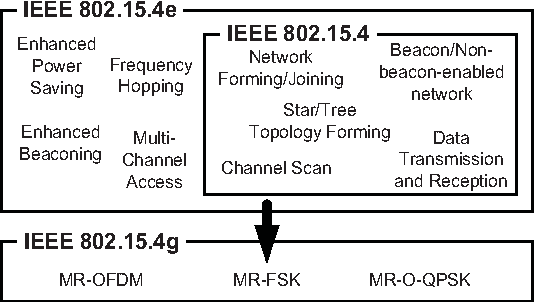 IEEE 802.15.4e
Enhanced
Power
Saving
Frequency
Hopping
Enhanced
Beaconing
Multi-
Channel
Access
IEEE 802.15.4
Network
Forming/Joining
Beacon/Non-
beacon-enabled
network
Star/Tree
Topology Forming
Channel Scan
Data
Transmission
and Reception
IEEE 802.15.4g
MR-OFDM
MR-FSK
MR-O-QPSK